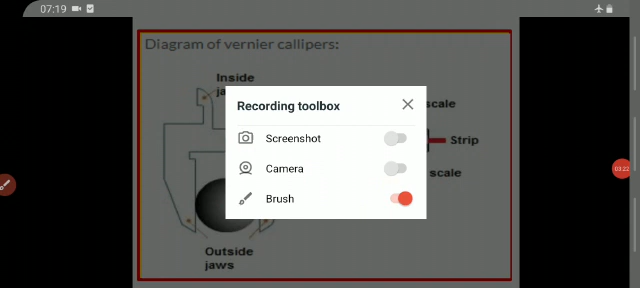 07:19
Diagram of vernier callipers:
Inside
ja
Recording toolbox
Screenshot
Camera
Brush
scale
Strip
scale
03:22
Outside
jaws